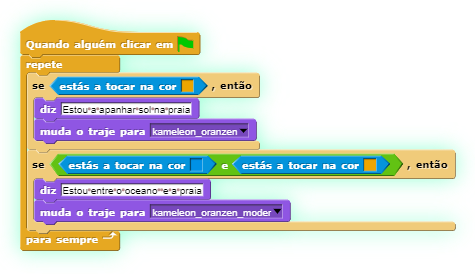 Quando alguém clicar em
repete
se estás a tocar na cor , então
diz Estou a apanhar sol na praia
muda o traje para kameleon_oranzen
se estás a tocar na cor e estás a tocar na cor , então
diz Estou entre o oceano e a praia
muda o traje para kameleon_oranzen_moder
para sempre